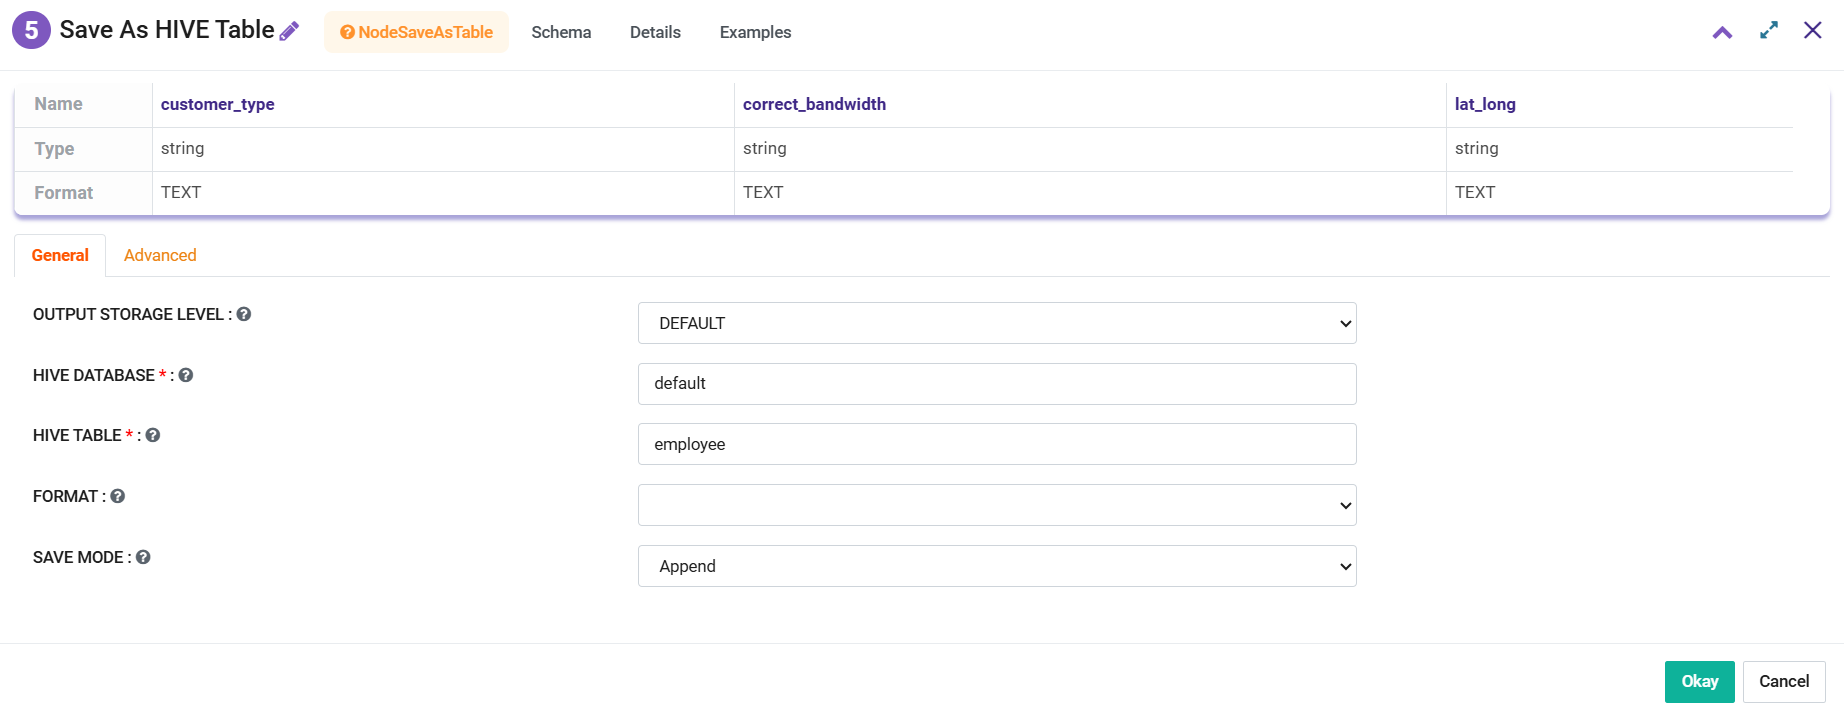 5 Save As HIVE Table NodeSaveAsTable Schema Details Examples
Name customer_type correct_bandwidth lat_long
Type string string string
Format TEXT TEXT TEXT
General Advanced
OUTPUT STORAGE LEVEL : DEFAULT
HIVE DATABASE * : default
HIVE TABLE * : employee
FORMAT :
SAVE MODE : Append
Okay Cancel